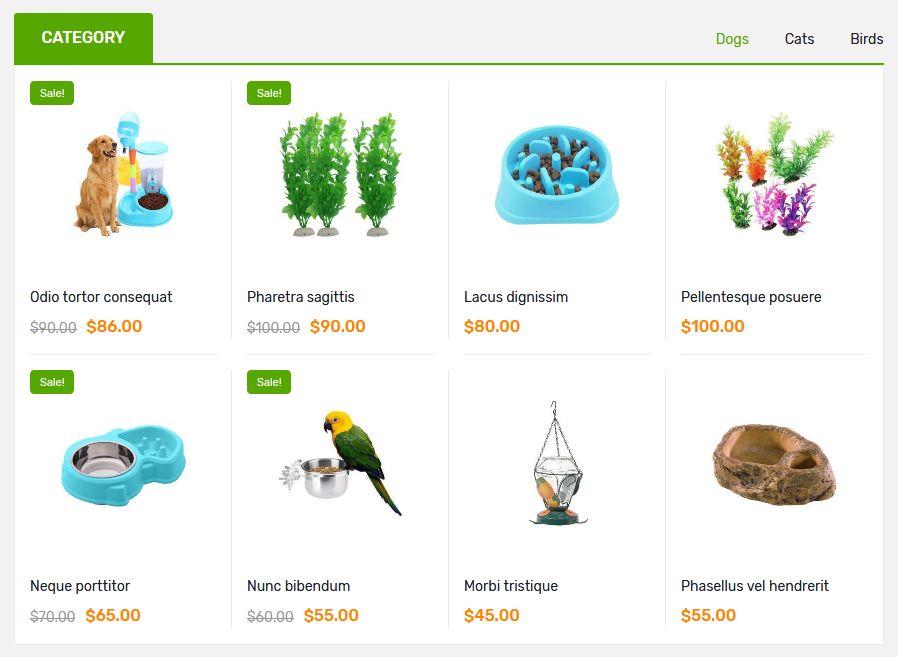 CATEGORY
Dogs Cats Birds
Sale!
Odio tortor consequat
$90.00 $86.00
Sale!
Pharetra sagittis
$100.00 $90.00
Lacus dignissim
$80.00
Pellentesque posuere
$100.00
Sale!
Neque porttitor
$70.00 $65.00
Sale!
Nunc bibendum
$60.00 $55.00
Morbi tristique
$45.00
Phasellus vel hendrerit
$55.00